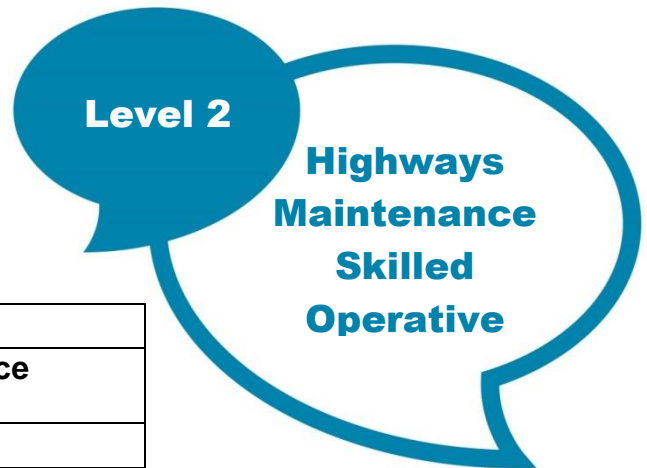 Level 2
Highways
Maintenance
Skilled
Operative
ce